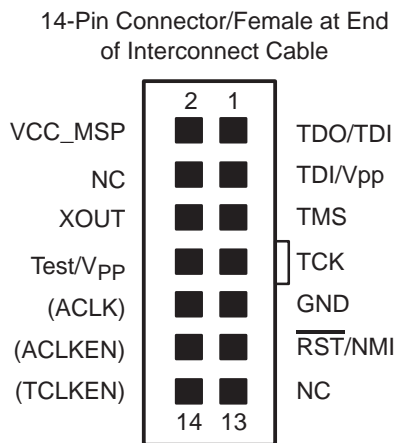 14-Pin Connector/Female at End
of Interconnect Cable
2 1
VCC_MSP TDO/TDI
NC TDI/Vpp
XOUT TMS
Test/VPP TCK
(ACLK) GND
(ACLKEN) RST/NMI
(TCLKEN) NC
14 13